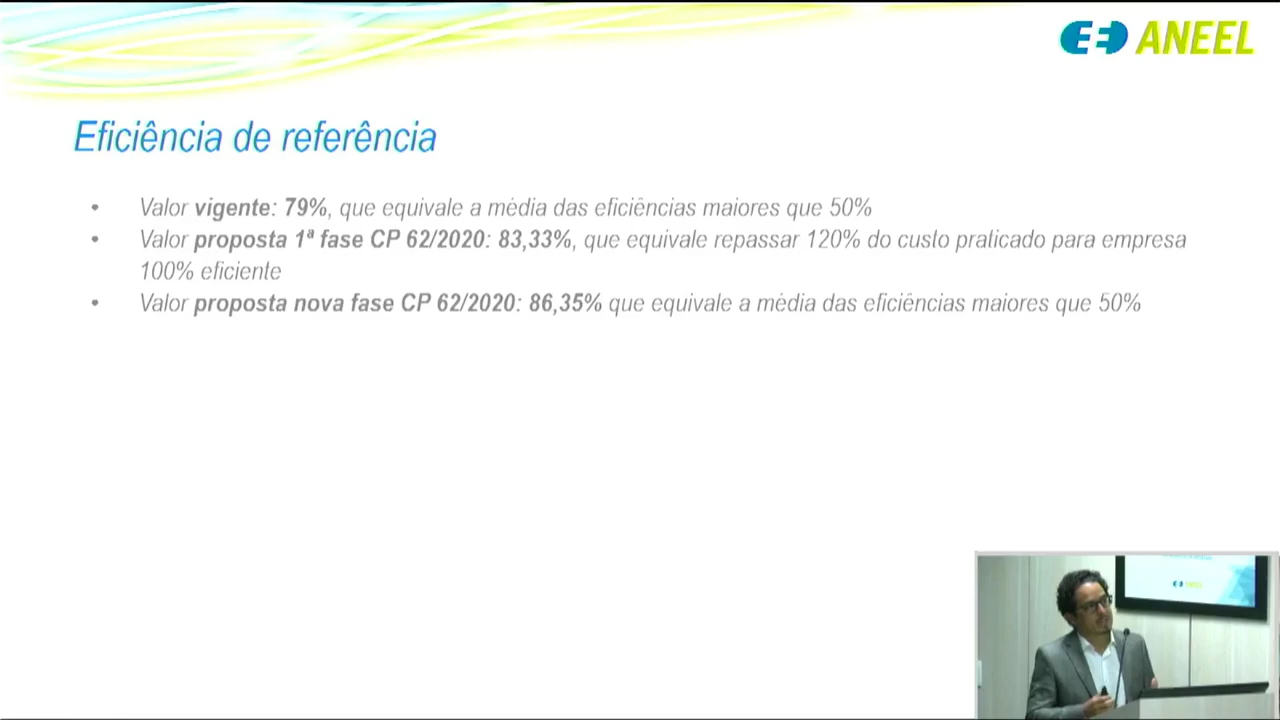 ANEEL
Eficiência de referência
• Valor vigente: 79%, que equivale a média das eficiências maiores que 50%
• Valor proposta 1ª fase CP 62/2020: 83,33%, que equivale repassar 120% do custo praticado para empresa
100% eficiente
• Valor proposta nova fase CP 62/2020: 86,35% que equivale a média das eficiências maiores que 50%